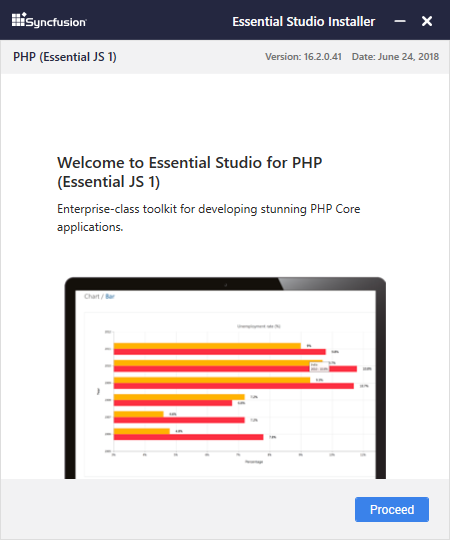 Syncfusion
Essential Studio Installer
PHP (Essential JS 1)
Version: 16.2.0.41 Date: June 24, 2018
Welcome to Essential Studio for PHP
(Essential JS 1)
Enterprise-class toolkit for developing stunning PHP Core
applications.
Chart / Bar
Unemployment rate (%)
Year
Percentage
Proceed